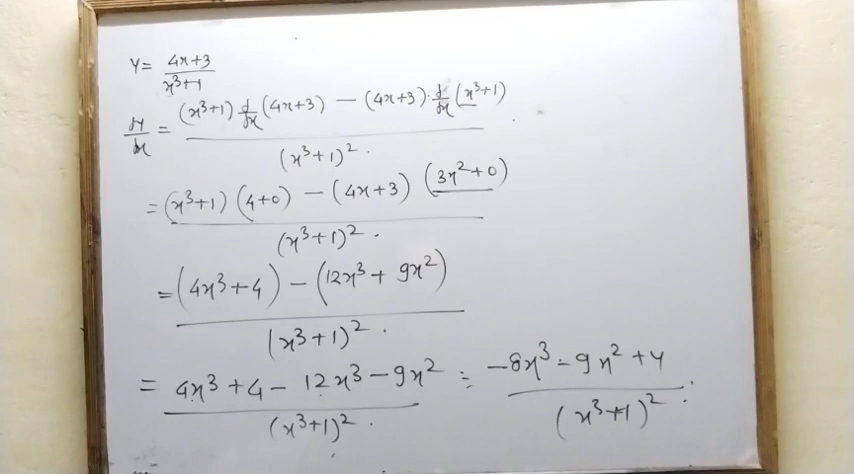 y = (4x+3)/(x³+1)
dy/dx = ((x³+1) d/dx (4x+3) − (4x+3)· d/dx (x³+1))/(x³+1)².
= ((x³+1) (4+0) − (4x+3) (3x²+0))/(x³+1)².
= ((4x³+4) − (12x³ + 9x²))/(x³+1)².
= (4x³+4− 12x³−9x²)/(x³+1)². = (−8x³−9x²+4)/(x³+1)²